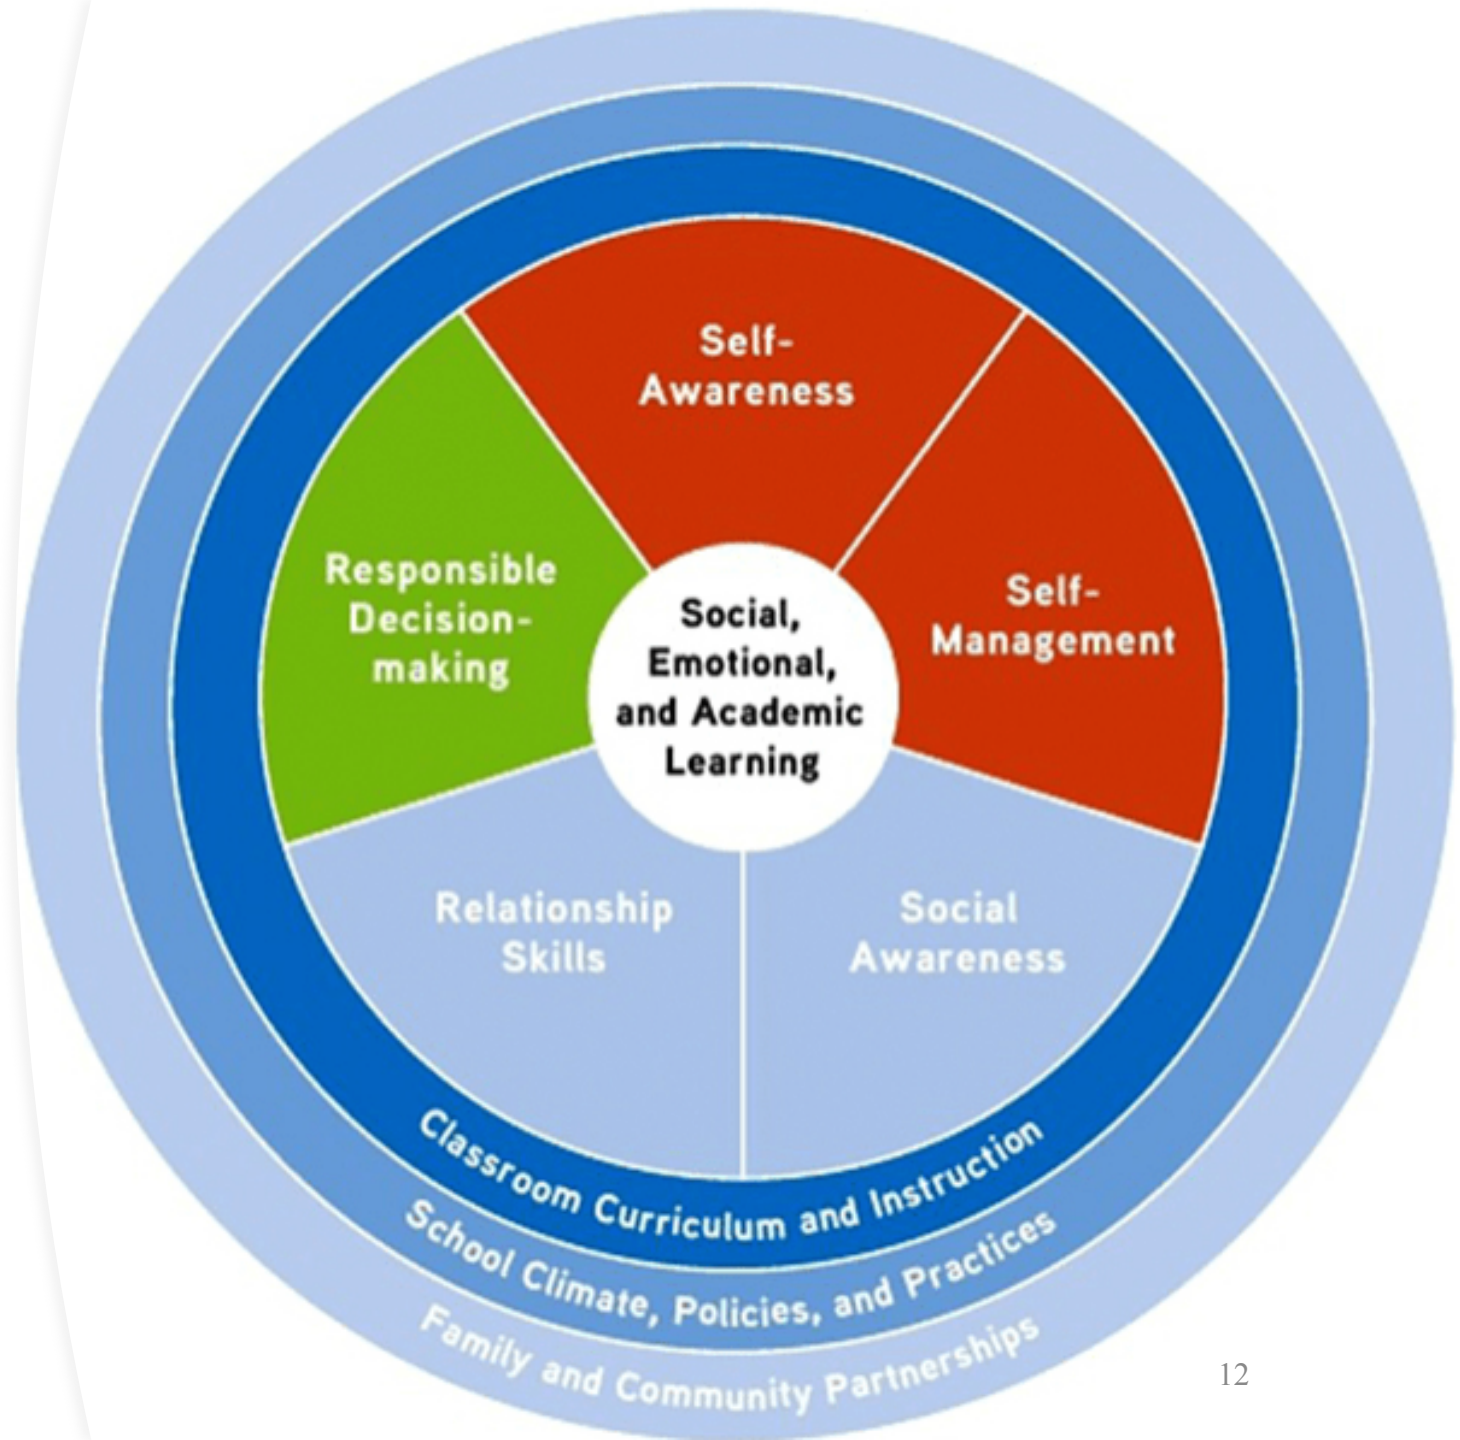 Self-
Awareness
Self-
Management
Social
Awareness
Relationship
Skills
Responsible
Decision-
making
Social,
Emotional,
and Academic
Learning
Classroom Curriculum and Instruction
School Climate, Policies, and Practices
Family and Community Partnerships
12